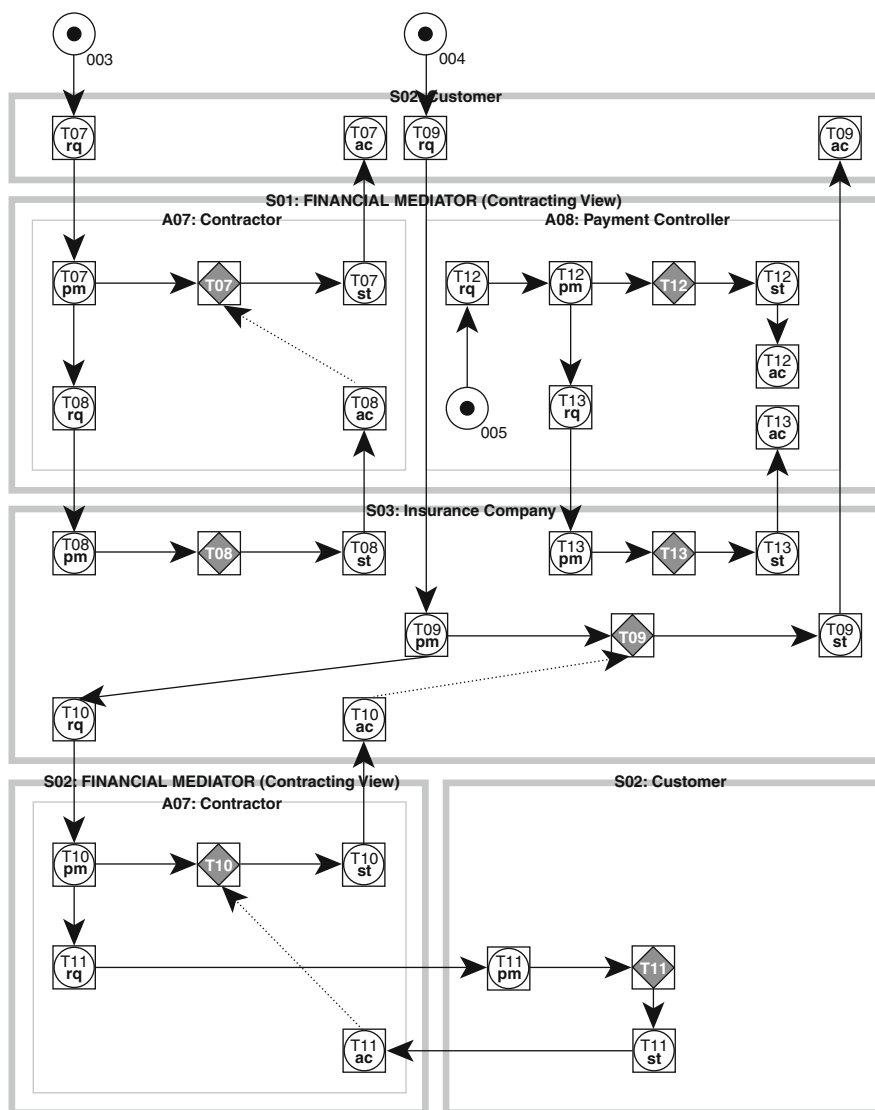 003
004
S02: Customer
T07
rq
T07
ac
T09
rq
T09
ac
S01: FINANCIAL MEDIATOR (Contracting View)
A07: Contractor
A08: Payment Controller
T07
pm
T07
T07
st
T12
rq
T12
pm
T12
T12
st
T12
ac
T08
rq
T08
ac
005
T13
rq
T13
ac
S03: Insurance Company
T08
pm
T08
T08
st
T13
pm
T13
T13
st
T09
pm
T09
T09
st
T10
rq
T10
ac
S02: FINANCIAL MEDIATOR (Contracting View)
S02: Customer
A07: Contractor
T10
pm
T10
T10
st
T11
rq
T11
pm
T11
T11
ac
T11
st